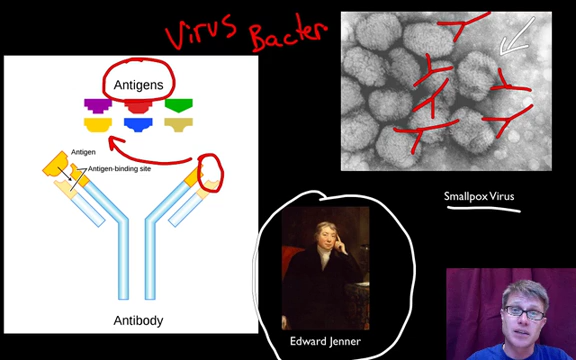 Virus Bacter
Antigens
Antigen
Antigen-binding site
Antibody
Smallpox Virus
Edward Jenner